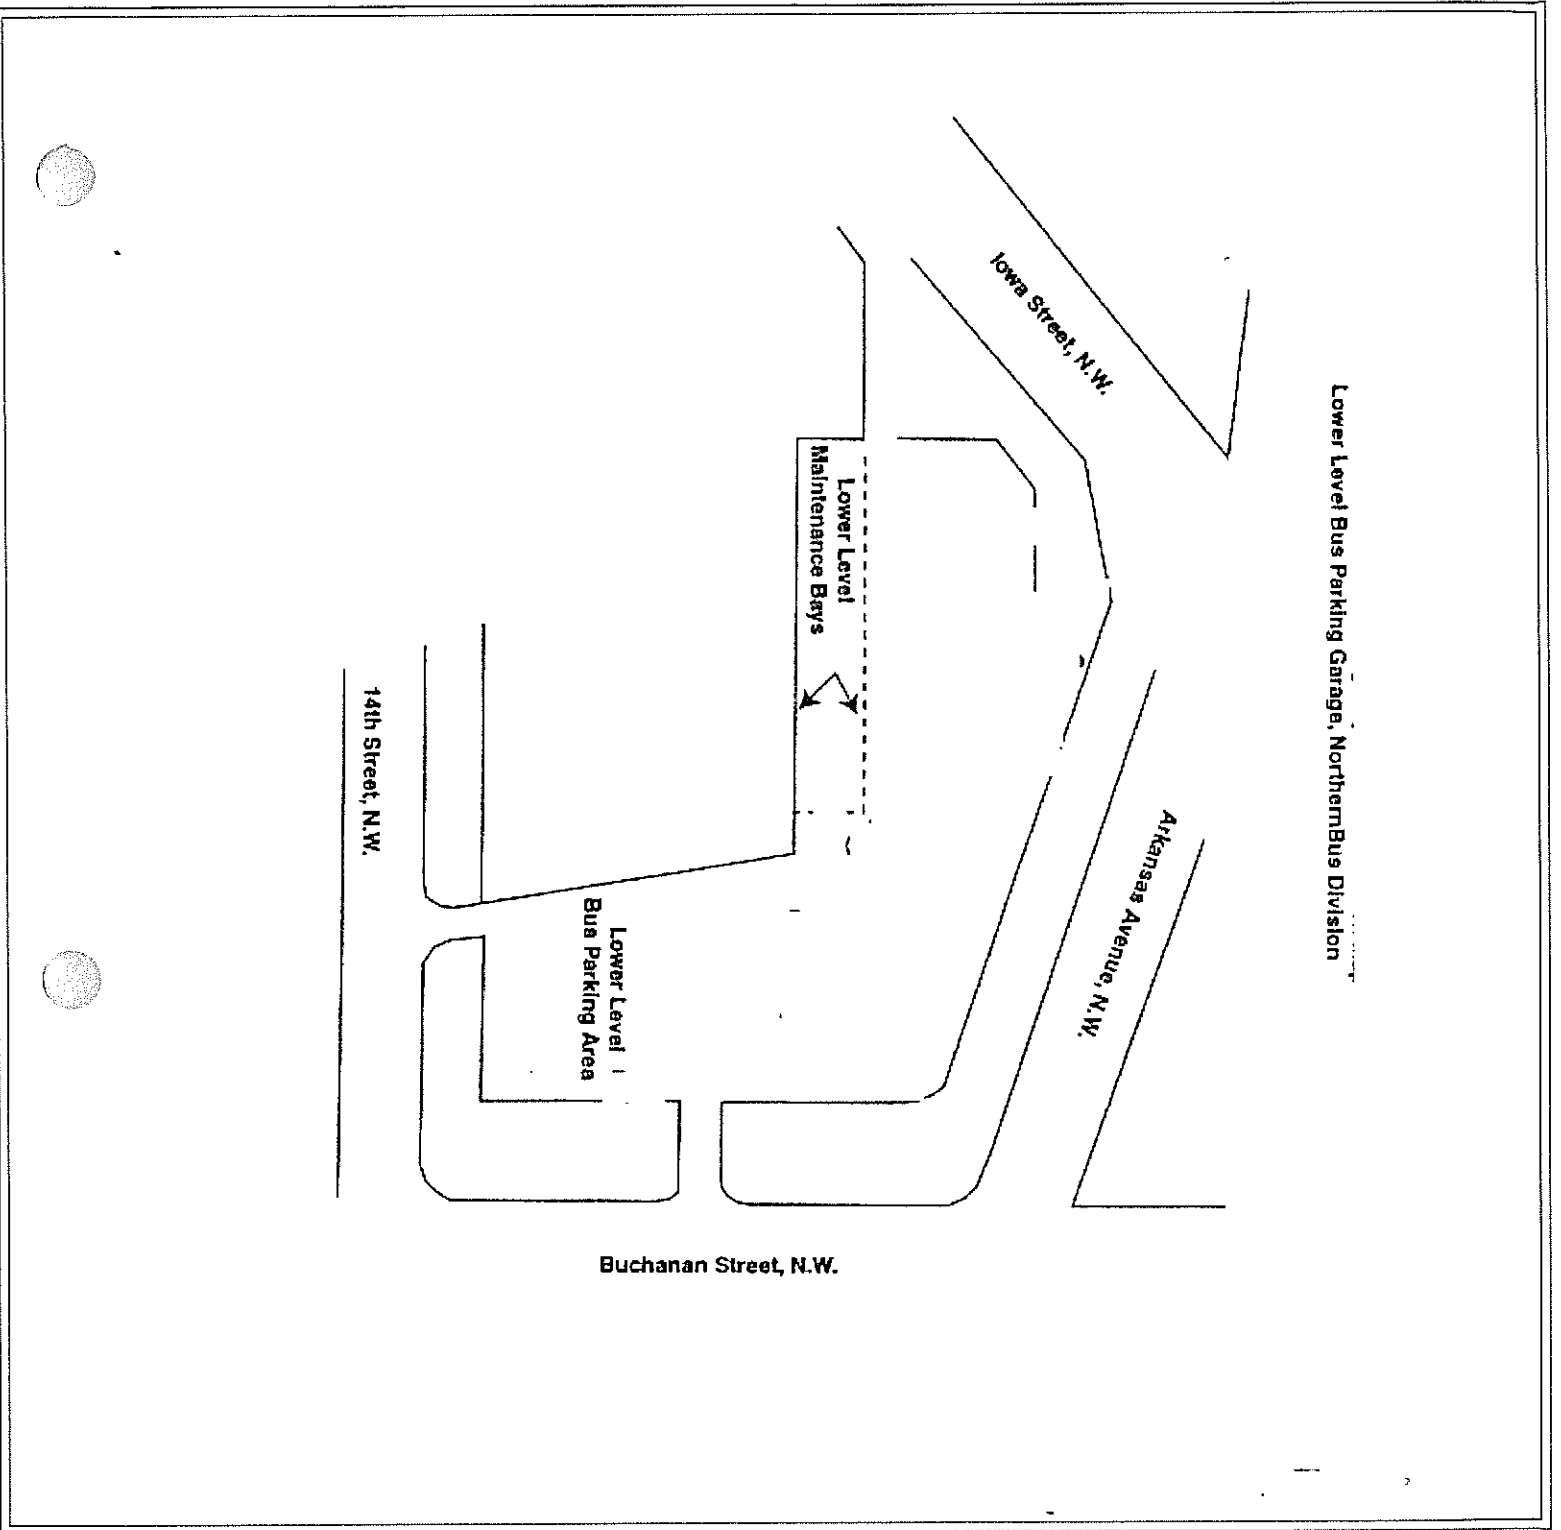 Lower Level Bus Parking Garage, NorthernBus Division
Iowa Street, N.W.
Arkansas Avenue, N.W.
Lower Level
Maintenance Bays
Lower Level
Bus Parking Area
14th Street, N.W.
Buchanan Street, N.W.